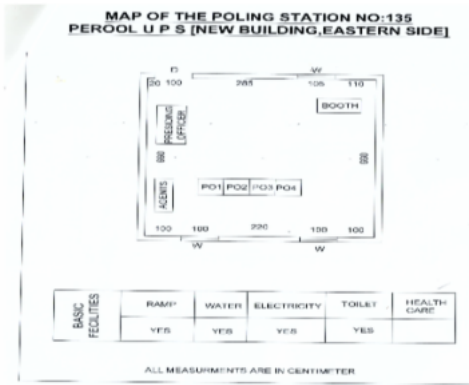 MAP OF THE POLING STATION NO:135
PEROOL U P S [NEW BUILDING,EASTERN SIDE]
D W
20 100 285 105 110
BOOTH
PRESIDING
OFFICER
690
AGENTS
PO1 PO2 PO3 PO4
100 180 220 150 100
W W
BASIC
FECILITIES
RAMP WATER ELECTRICITY TOILET HEALTH
CARE
YES YES YES YES
ALL MEASURMENTS ARE IN CENTIMETER